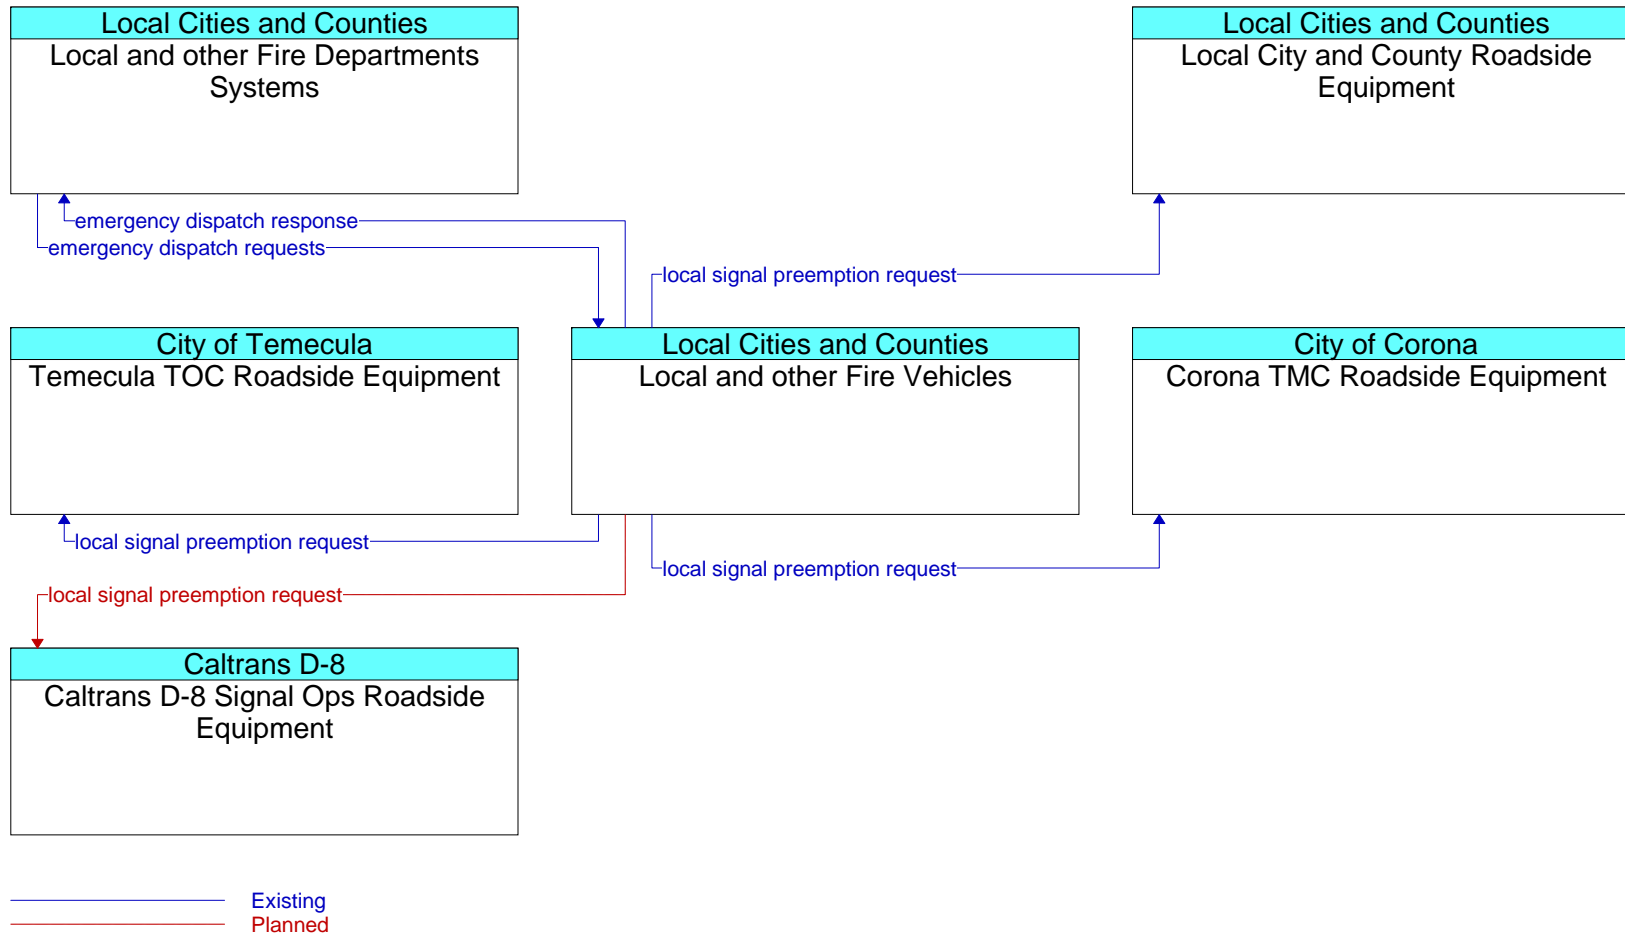 Local Cities and Counties
Local and other Fire Departments
Systems
Local Cities and Counties
Local City and County Roadside
Equipment
emergency dispatch response
emergency dispatch requests
local signal preemption request
City of Temecula
Temecula TOC Roadside Equipment
Local Cities and Counties
Local and other Fire Vehicles
City of Corona
Corona TMC Roadside Equipment
local signal preemption request
local signal preemption request
local signal preemption request
Caltrans D-8
Caltrans D-8 Signal Ops Roadside
Equipment
Existing
Planned